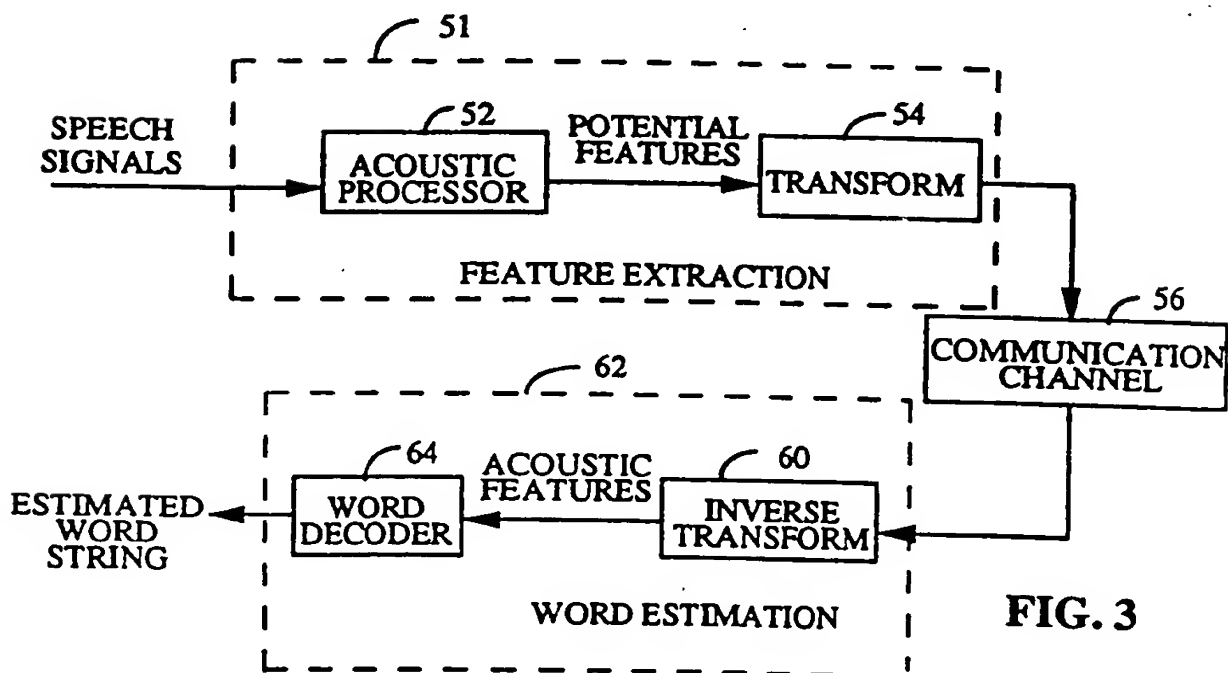 51
SPEECH
SIGNALS
52
ACOUSTIC
PROCESSOR
POTENTIAL
FEATURES
54
TRANSFORM
FEATURE EXTRACTION
56
COMMUNICATION
CHANNEL
62
ESTIMATED
WORD
STRING
64
WORD
DECODER
ACOUSTIC
FEATURES
60
INVERSE
TRANSFORM
WORD ESTIMATION
FIG. 3